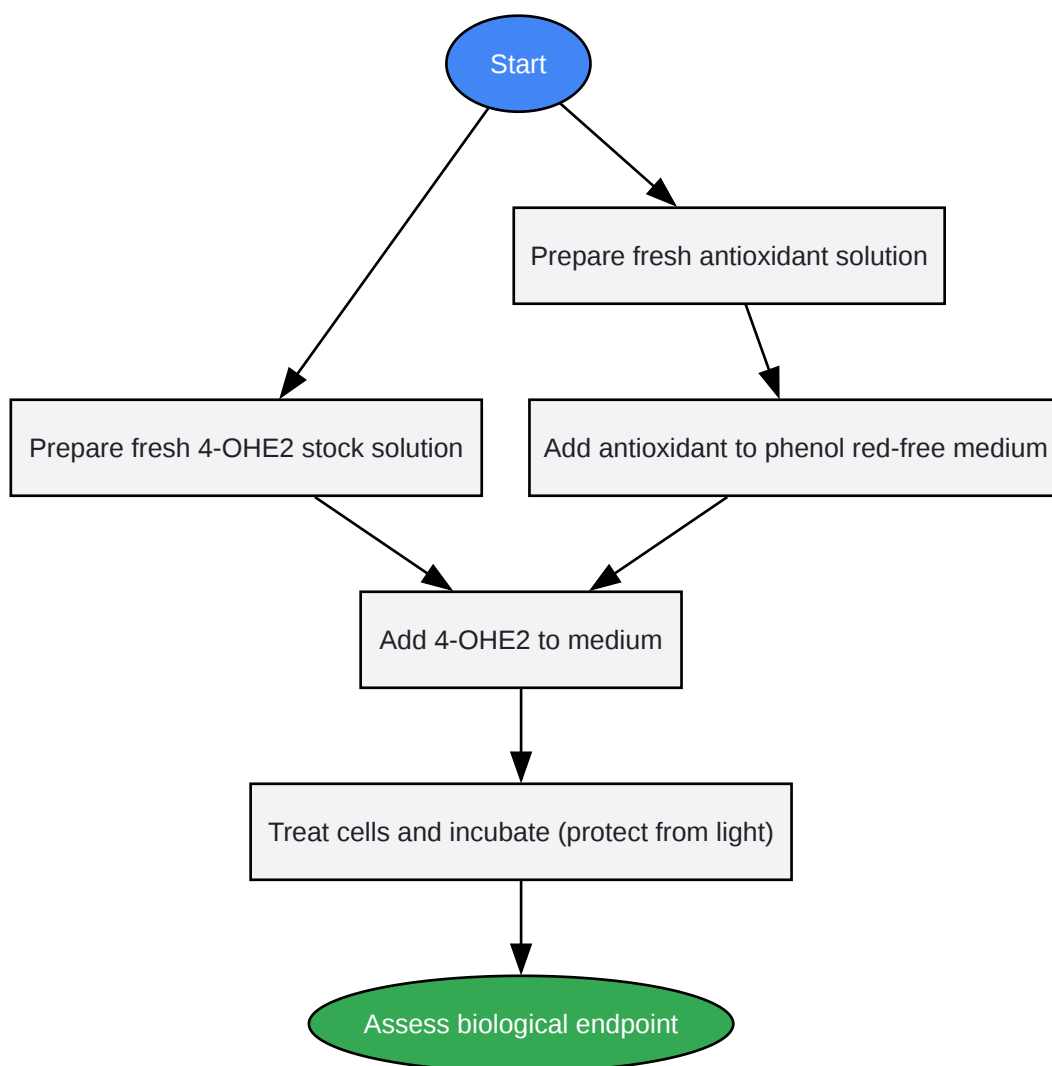 Start
Prepare fresh antioxidant solution
Prepare fresh 4-OHE2 stock solution
Add antioxidant to phenol red-free medium
Add 4-OHE2 to medium
Treat cells and incubate (protect from light)
Assess biological endpoint